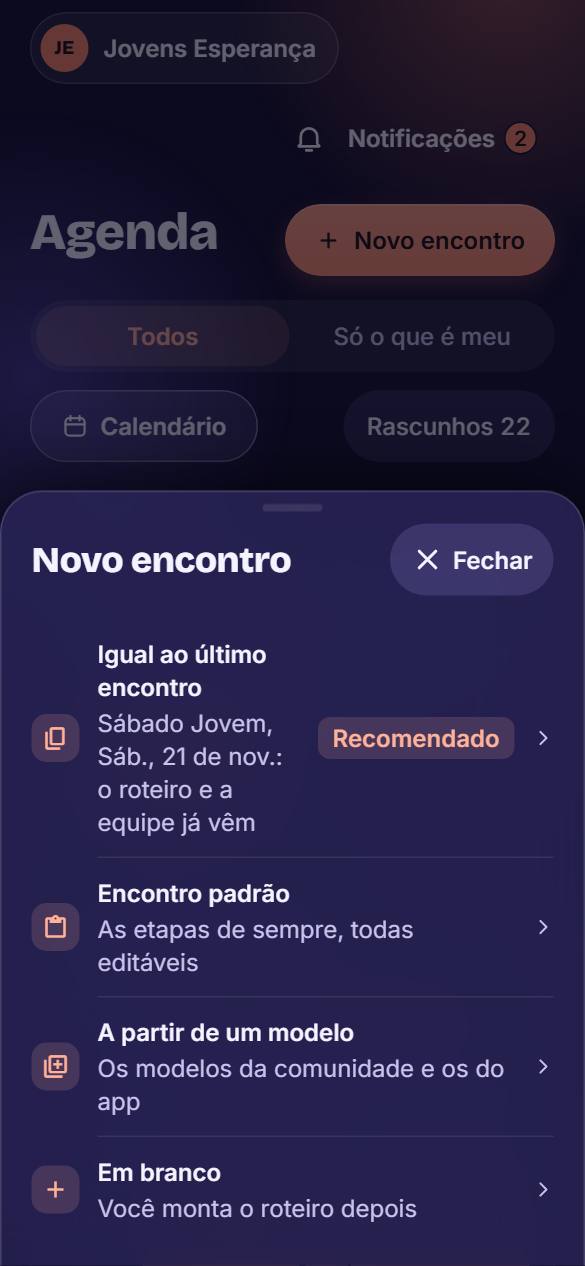 JE Jovens Esperança
Notificações 2
Agenda
+ Novo encontro
Todos
Só o que é meu
Calendário
Rascunhos 22
Novo encontro
Fechar
Igual ao último
encontro
Sábado Jovem,
Sáb., 21 de nov.:
o roteiro e a
equipe já vêm
Recomendado
Encontro padrão
As etapas de sempre, todas
editáveis
A partir de um modelo
Os modelos da comunidade e os do
app
Em branco
Você monta o roteiro depois